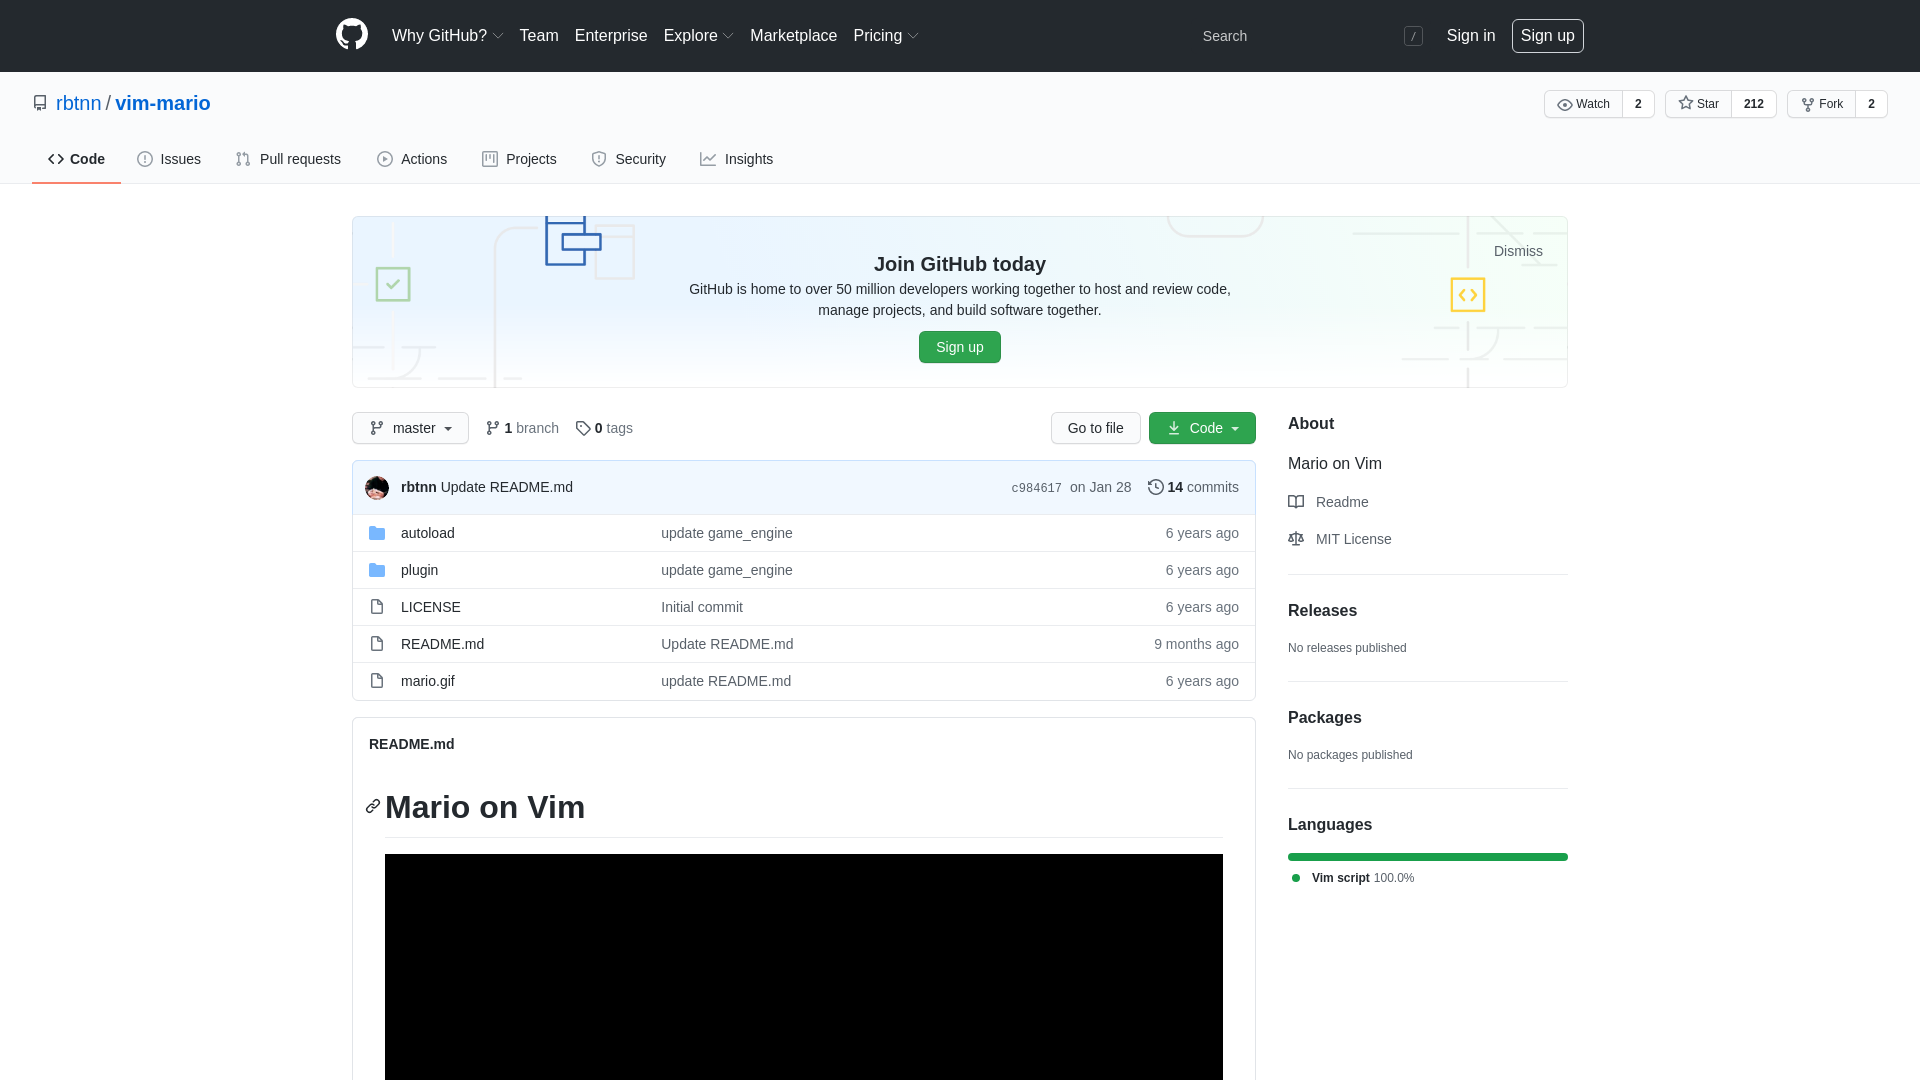 Why GitHub? Team Enterprise Explore Marketplace Pricing Search / Sign in Sign up
rbtnn / vim-mario
Watch 2 Star 212 Fork 2
Code Issues Pull requests Actions Projects Security Insights
Dismiss
Join GitHub today
GitHub is home to over 50 million developers working together to host and review code,
manage projects, and build software together.
Sign up
master 1 branch 0 tags Go to file Code
rbtnn Update README.md c984617 on Jan 28 14 commits
autoload update game_engine 6 years ago
plugin update game_engine 6 years ago
LICENSE Initial commit 6 years ago
README.md Update README.md 9 months ago
mario.gif update README.md 6 years ago
README.md
Mario on Vim
About
Mario on Vim
Readme
MIT License
Releases
No releases published
Packages
No packages published
Languages
Vim script 100.0%